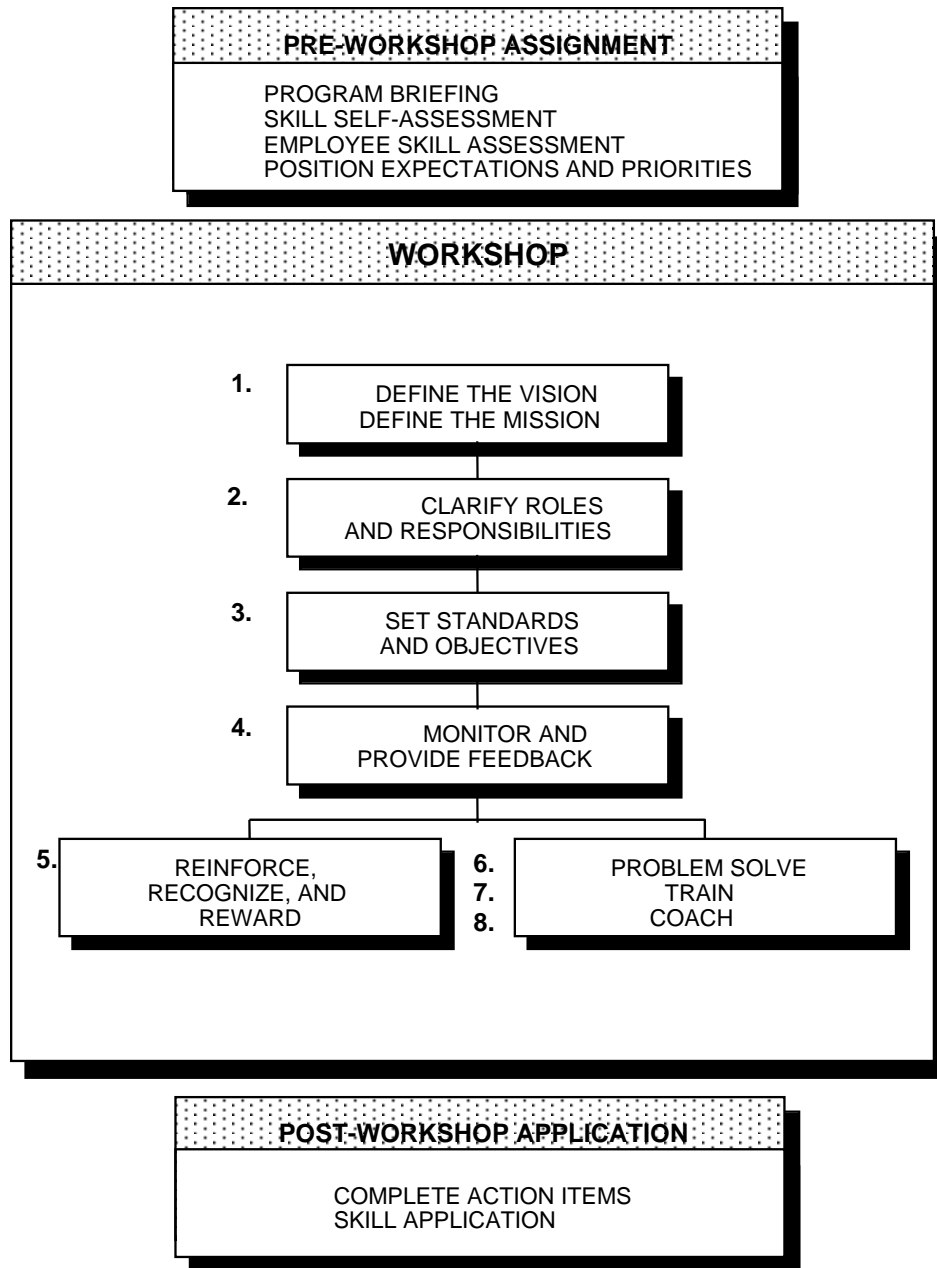 PRE-WORKSHOP ASSIGNMENT
PROGRAM BRIEFING
SKILL SELF-ASSESSMENT
EMPLOYEE SKILL ASSESSMENT
POSITION EXPECTATIONS AND PRIORITIES
WORKSHOP
1.
DEFINE THE VISION
DEFINE THE MISSION
2.
CLARIFY ROLES
AND RESPONSIBILITIES
3.
SET STANDARDS
AND OBJECTIVES
4.
MONITOR AND
PROVIDE FEEDBACK
5.
REINFORCE,
RECOGNIZE, AND
REWARD
6. PROBLEM SOLVE
7. TRAIN
8. COACH
POST-WORKSHOP APPLICATION
COMPLETE ACTION ITEMS
SKILL APPLICATION